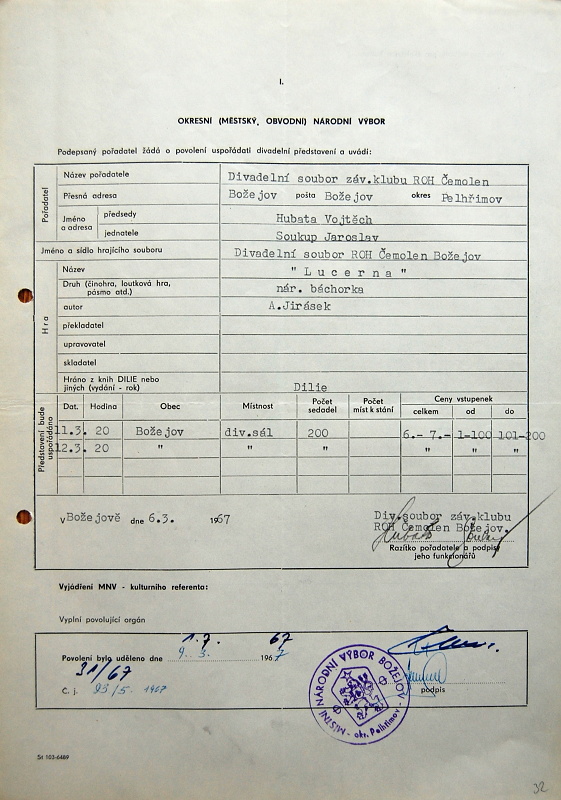 I.
OKRESNÍ (MĚSTSKÝ, OBVODNÍ) NÁRODNÍ VÝBOR
Podepsaný pořadatel žádá o povolení uspořádati divadelní představení a uvádí:
Pořadatel
Název pořadatele Divadelní soubor záv.klubu ROH Čemolen
Přesná adresa Božejov pošta Božejov okres Pelhřimov
Jméno a adresa předsedy Hubata Vojtěch
jednatele Soukup Jaroslav
Jméno a sídlo hrajícího souboru Divadelní soubor ROH Čemolen Božejov
Hra
Název " L u c e r n a "
Druh (činohra, loutková hra, pásmo atd.) nár. báchorka
autor A.Jirásek
překladatel
upravovatel
skladatel
Hráno z knih DILIE nebo jiných (vydání - rok) Dilie
Představení bude uspořádáno
Dat. Hodina Obec Místnost Počet sedadel Počet míst k stání Ceny vstupenek
celkem od do
11.3. 20 Božejov div.sál 200 6.- 7.- 1-100 101-200
12.3. 20 " " " " " "
v Božejově dne 6.3. 1967
Div.soubor záv.klubu
ROH Čemolen Božejov.
Razítko pořadatele a podpisy
jeho funkcionářů
Vyjádření MNV - kulturního referenta:
Vyplní povolující orgán
1.7. 67
Povolení bylo uděleno dne 9. 3. 1967
31/67
Č. j. 93/5 1967
podpis
MÍSTNÍ NÁRODNÍ VÝBOR BOŽEJOV
- okr. Pelhřimov -
St 103-6489
32